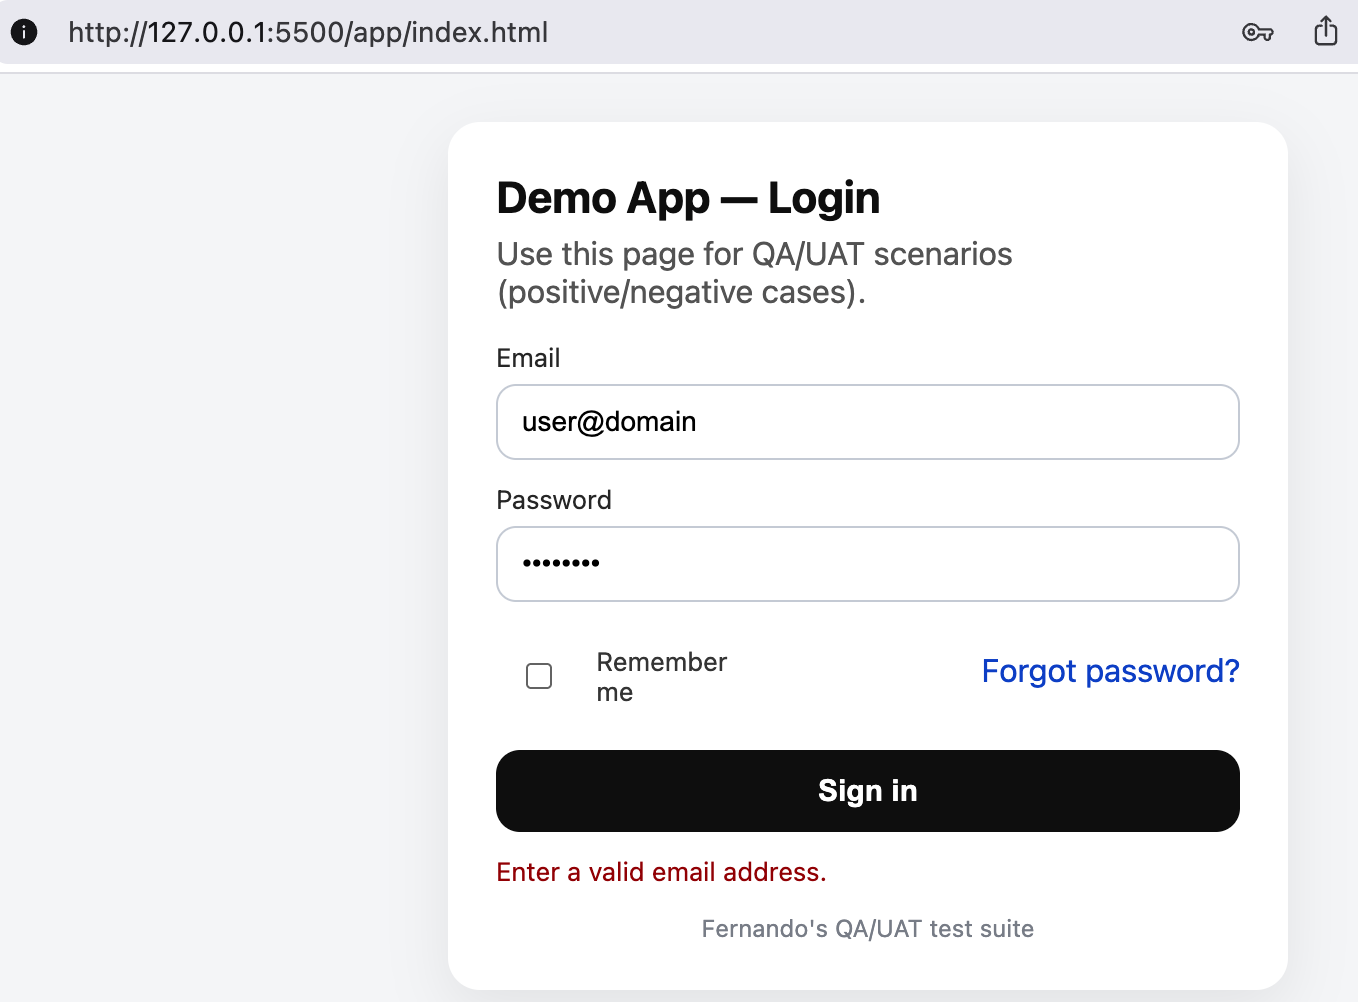 http://127.0.0.1:5500/app/index.html
Demo App — Login
Use this page for QA/UAT scenarios
(positive/negative cases).
Email
user@domain
Password
••••••••
Remember
me
Forgot password?
Sign in
Enter a valid email address.
Fernando's QA/UAT test suite